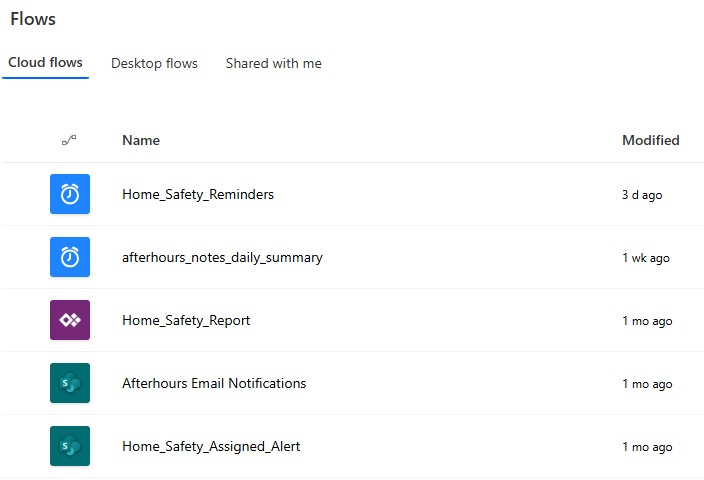 Flows
Cloud flows Desktop flows Shared with me
Name Modified
Home_Safety_Reminders 3 d ago
afterhours_notes_daily_summary 1 wk ago
Home_Safety_Report 1 mo ago
S Afterhours Email Notifications 1 mo ago
S Home_Safety_Assigned_Alert 1 mo ago